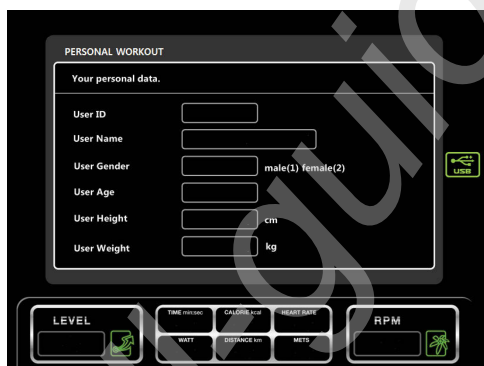 PERSONAL WORKOUT
Your personal data.
User ID
User Name
User Gender male(1) female(2)
User Age
User Height cm
User Weight kg
USB
LEVEL
TIME min:sec CALORIE kcal HEART RATE
WATT DISTANCE km METS
RPM